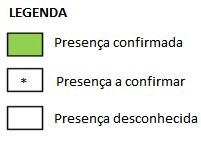 LEGENDA
Presença confirmada
* Presença a confirmar
Presença desconhecida